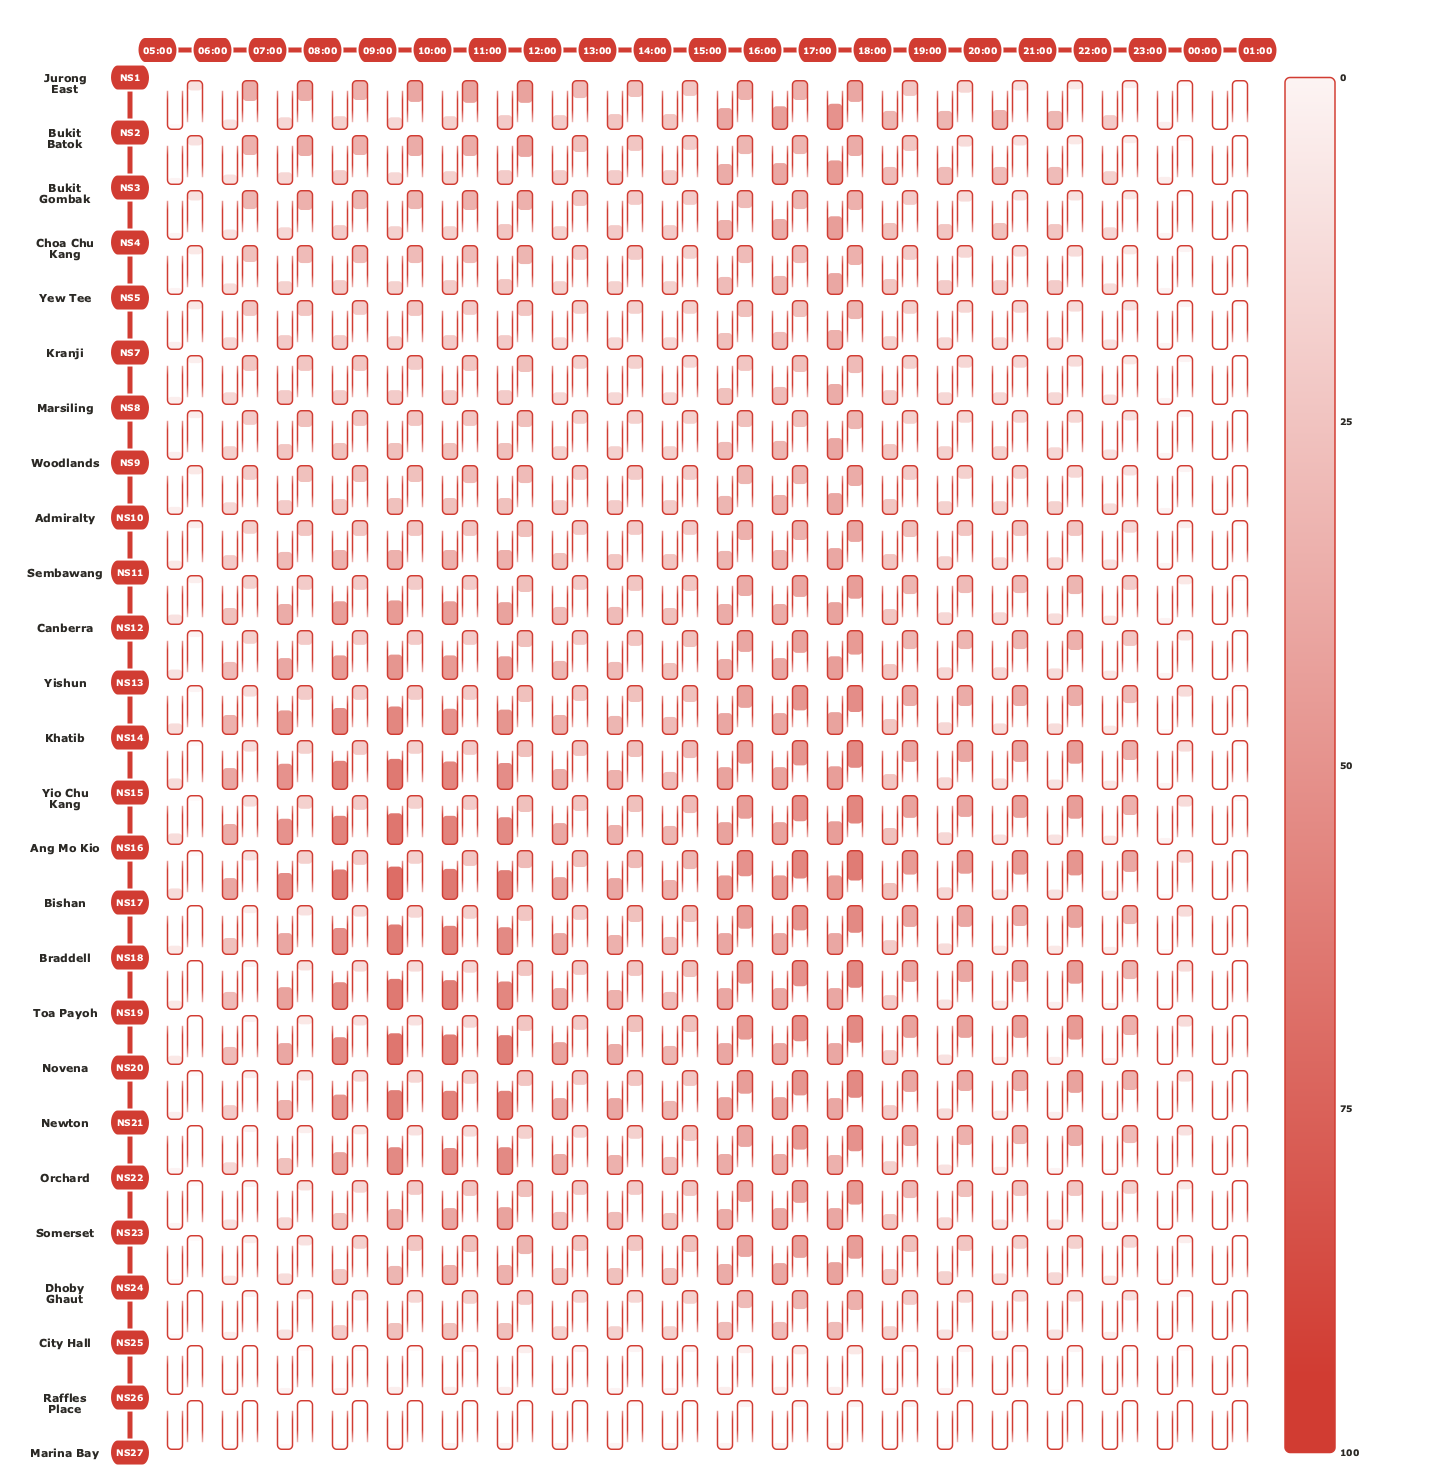 05:00 06:00 07:00 08:00 09:00 10:00 11:00 12:00 13:00 14:00 15:00 16:00 17:00 18:00 19:00 20:00 21:00 22:00 23:00 00:00 01:00
Jurong
East
NS1
0
Bukit
Batok
NS2
Bukit
Gombak
NS3
Choa Chu
Kang
NS4
Yew Tee NS5
Kranji NS7
Marsiling NS8
25
Woodlands NS9
Admiralty NS10
Sembawang NS11
Canberra NS12
Yishun NS13
Khatib NS14
50
Yio Chu
Kang
NS15
Ang Mo Kio NS16
Bishan NS17
Braddell NS18
Toa Payoh NS19
Novena NS20
75
Newton NS21
Orchard NS22
Somerset NS23
Dhoby
Ghaut
NS24
City Hall NS25
Raffles
Place
NS26
Marina Bay NS27
100